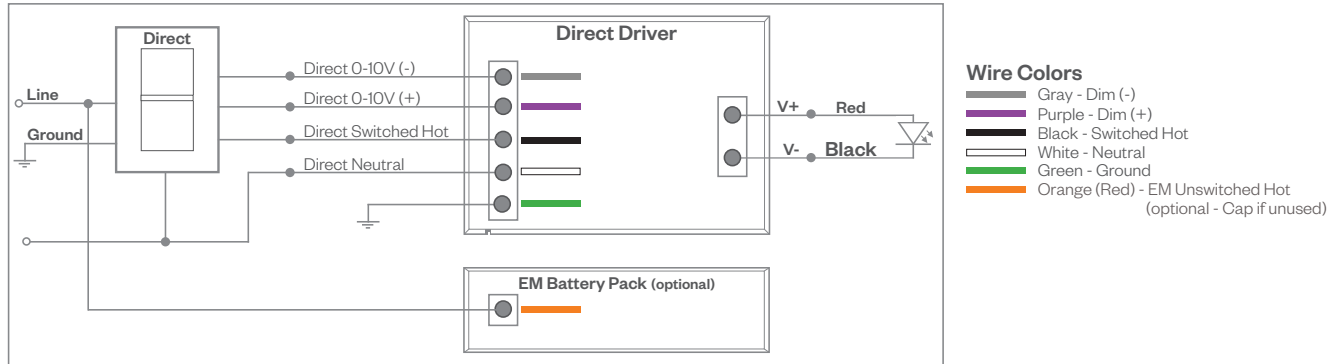 Direct
Line
Ground
Direct 0-10V (-)
Direct 0-10V (+)
Direct Switched Hot
Direct Neutral
Direct Driver
V+
Red
V-
Black
EM Battery Pack (optional)
Wire Colors
Gray - Dim (-)
Purple - Dim (+)
Black - Switched Hot
White - Neutral
Green - Ground
Orange (Red) - EM Unswitched Hot
(optional - Cap if unused)